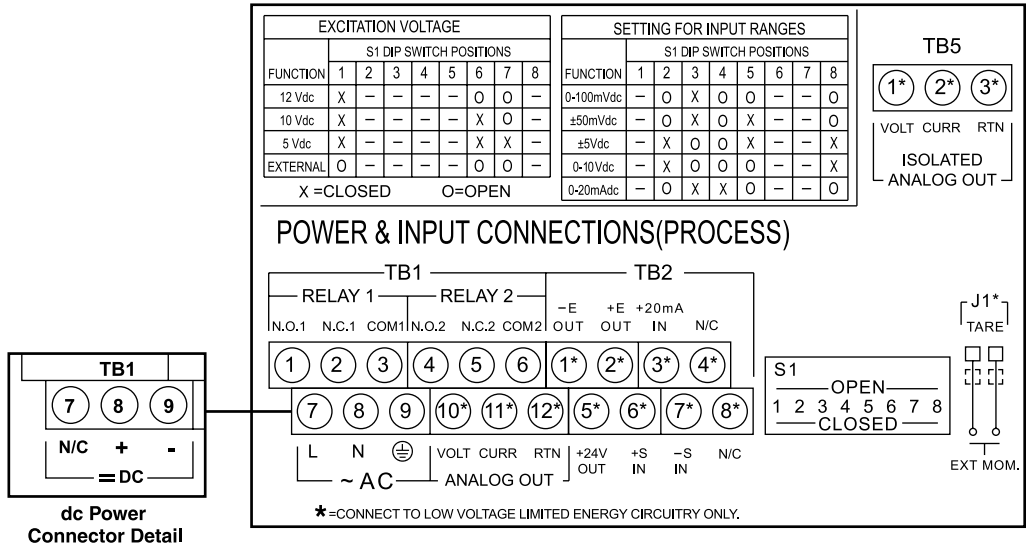 EXCITATION VOLTAGE
S1 DIP SWITCH POSITIONS
FUNCTION 1 2 3 4 5 6 7 8
12 Vdc X – – – – O O –
10 Vdc X – – – – X O –
5 Vdc X – – – – X X –
EXTERNAL O – – – – O O –
X =CLOSED O=OPEN
SETTING FOR INPUT RANGES
S1 DIP SWITCH POSITIONS
FUNCTION 1 2 3 4 5 6 7 8
0-100mVdc – O X O O – – O
±50mVdc – O X O O – – O
±5Vdc – X O O X – – X
0-10Vdc – X O O O – – X
0-20mAdc – O X X O – – O
TB5
1* 2* 3*
VOLT CURR RTN
ISOLATED
ANALOG OUT
POWER & INPUT CONNECTIONS(PROCESS)
TB1 TB2
RELAY 1 RELAY 2
–E +E +20mA
N.O.1 N.C.1 COM1 N.O.2 N.C.2 COM2 OUT OUT IN N/C
1 2 3 4 5 6 1* 2* 3* 4*
7 8 9 10* 11* 12* 5* 6* 7* 8*
L N VOLT CURR RTN +24V +S –S N/C
OUT IN IN
~ AC ANALOG OUT
*=CONNECT TO LOW VOLTAGE LIMITED ENERGY CIRCUITRY ONLY.
S1
OPEN
1 2 3 4 5 6 7 8
CLOSED
J1*
TARE
EXT MOM.
TB1
7 8 9
N/C + -
= DC
dc Power
Connector Detail